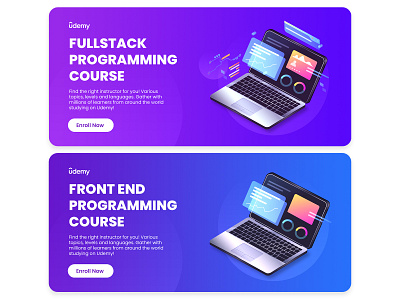 ûdemy
FULLSTACK
PROGRAMMING
COURSE
Find the right instructor for you! Various
topics, levels and languages. Gather with
millions of learners from around the world
studying on Udemy!
Enroll Now
ûdemy
FRONT END
PROGRAMMING
COURSE
Find the right instructor for you! Various
topics, levels and languages. Gather with
millions of learners from around the world
studying on Udemy!
Enroll Now